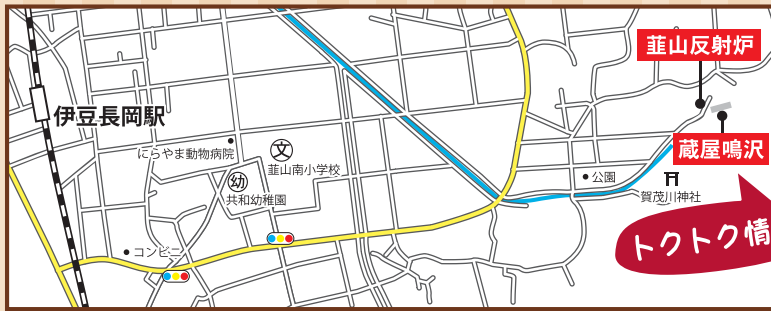 韮山反射炉
伊豆長岡駅
にらやま動物病院
文
韮山南小学校
蔵屋鳴沢
幼
共和幼稚園
公園
賀茂川神社
コンビニ
トクトク情